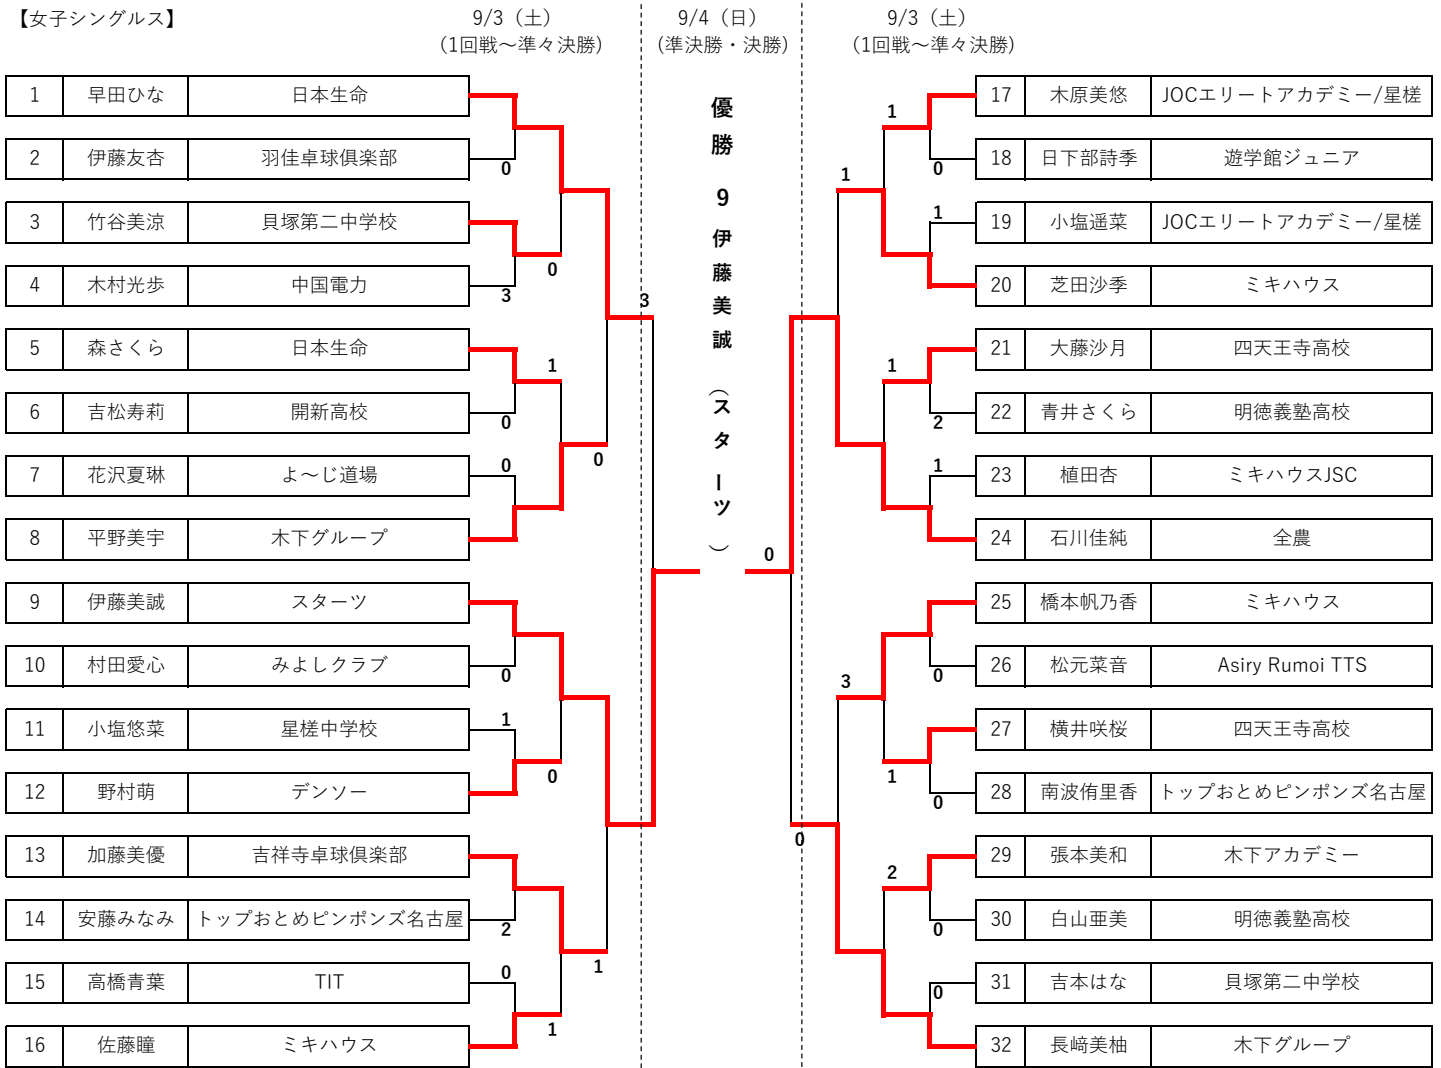 【女子シングルス】
9/3（土）
(1回戦～準々決勝)
9/4（日）
(準決勝・決勝)
9/3（土）
(1回戦～準々決勝)
1 早田ひな 日本生命
2 伊藤友杏 羽佳卓球倶楽部
0
3 竹谷美涼 貝塚第二中学校
0
4 木村光歩 中国電力
3
3
5 森さくら 日本生命
1
6 吉松寿莉 開新高校
0
7 花沢夏琳 よ～じ道場
0
0
8 平野美宇 木下グループ
9 伊藤美誠 スターツ
10 村田愛心 みよしクラブ
0
11 小塩悠菜 星槎中学校
1
0
12 野村萌 デンソー
13 加藤美優 吉祥寺卓球倶楽部
14 安藤みなみ トップおとめピンポンズ名古屋
2
1
15 高橋青葉 TIT
0
1
16 佐藤瞳 ミキハウス
優勝 9 伊藤美誠 （スターツ）
0
0
17 木原美悠 JOCエリートアカデミー/星槎
1
18 日下部詩季 遊学館ジュニア
0
1
19 小塩遥菜 JOCエリートアカデミー/星槎
1
20 芝田沙季 ミキハウス
21 大藤沙月 四天王寺高校
1
22 青井さくら 明徳義塾高校
2
23 植田杏 ミキハウスJSC
1
24 石川佳純 全農
25 橋本帆乃香 ミキハウス
26 松元菜音 Asiry Rumoi TTS
0
3
27 横井咲桜 四天王寺高校
1
28 南波侑里香 トップおとめピンポンズ名古屋
0
29 張本美和 木下アカデミー
2
30 白山亜美 明徳義塾高校
0
31 吉本はな 貝塚第二中学校
0
32 長﨑美柚 木下グループ